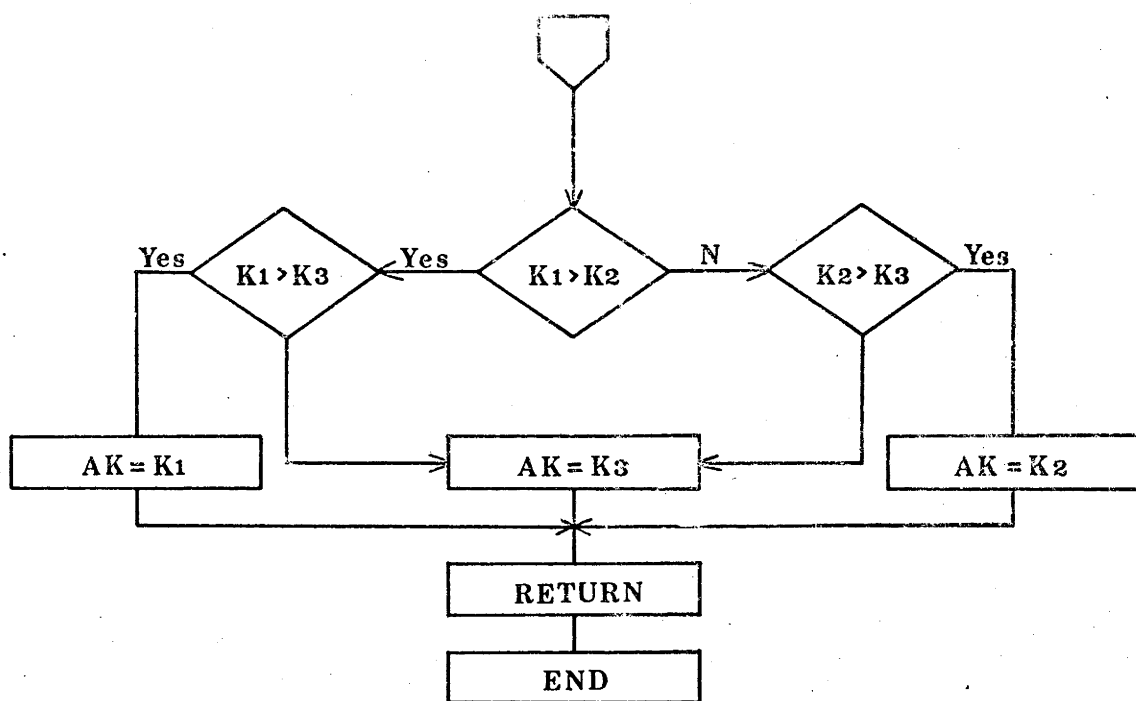 Yes
K1>K3
Yes
K1>K2
N
K2>K3
Yes
AK=K1
AK=K3
AK=K2
RETURN
END